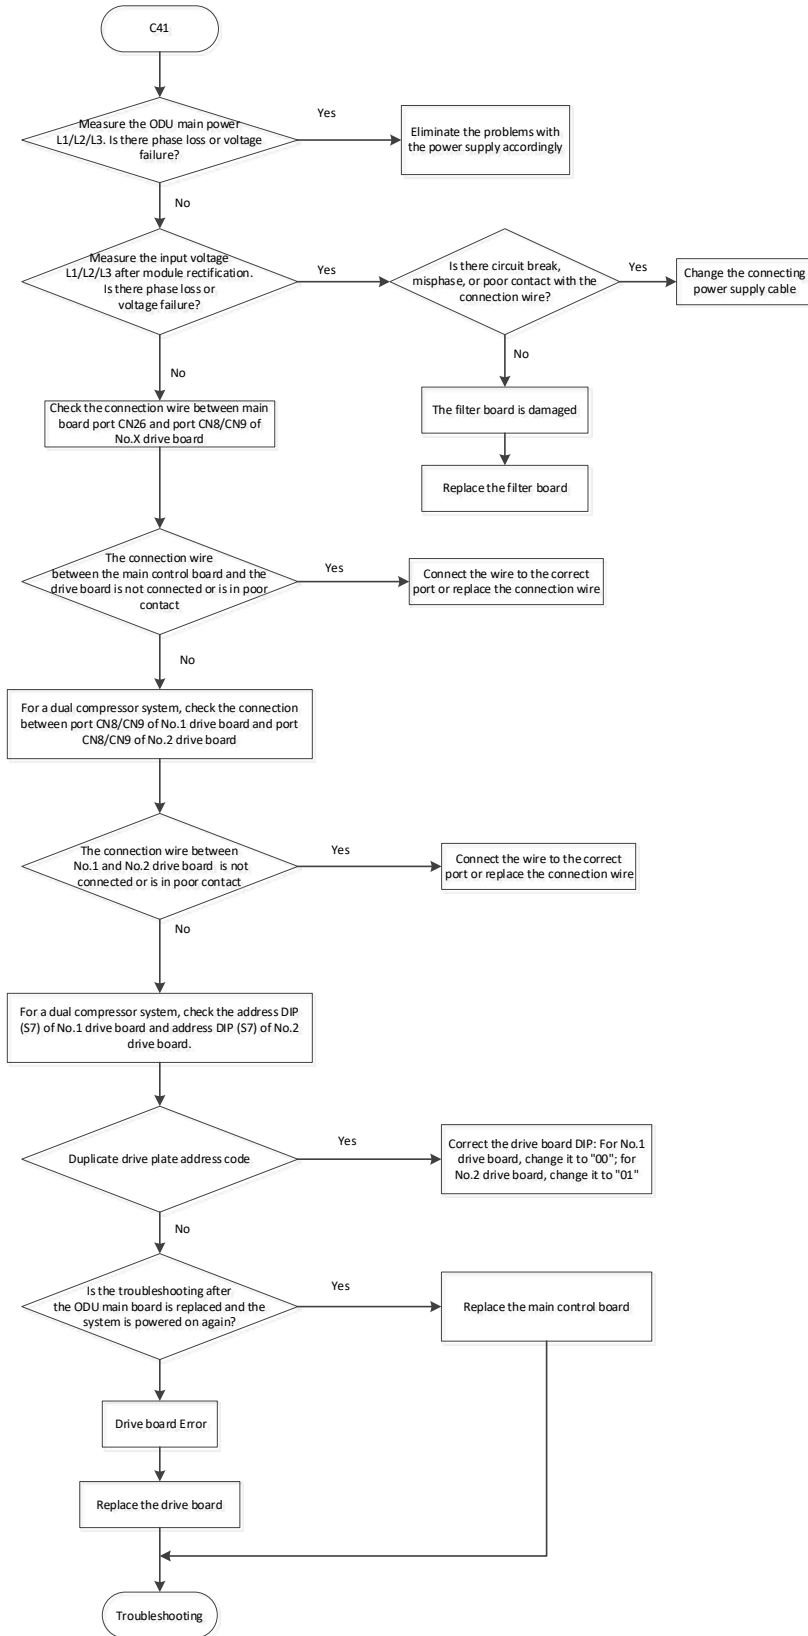 C41
Measure the ODU main power
L1/L2/L3. Is there phase loss or voltage
failure?
Yes
Eliminate the problems with
the power supply accordingly
No
Measure the input voltage
L1/L2/L3 after module rectification.
Is there phase loss or
voltage failure?
Yes
Is there circuit break,
misphase, or poor contact with the
connection wire?
Yes
Change the connecting
power supply cable
No
The filter board is damaged
Replace the filter board
No
Check the connection wire between main
board port CN26 and port CN8/CN9 of
No.X drive board
The connection wire
between the main control board and the
drive board is not connected or is in poor
contact
Yes
Connect the wire to the correct
port or replace the connection wire
No
For a dual compressor system, check the connection
between port CN8/CN9 of No.1 drive board and port
CN8/CN9 of No.2 drive board
The connection wire between
No.1 and No.2 drive board is not
connected or is in poor contact
Yes
Connect the wire to the correct
port or replace the connection wire
No
For a dual compressor system, check the address DIP
(S7) of No.1 drive board and address DIP (S7) of No.2
drive board.
Duplicate drive plate address code
Yes
Correct the drive board DIP: For No.1
drive board, change it to "00"; for
No.2 drive board, change it to "01"
No
Is the troubleshooting after
the ODU main board is replaced and the
system is powered on again?
Yes
Replace the main control board
Drive board Error
Replace the drive board
Troubleshooting